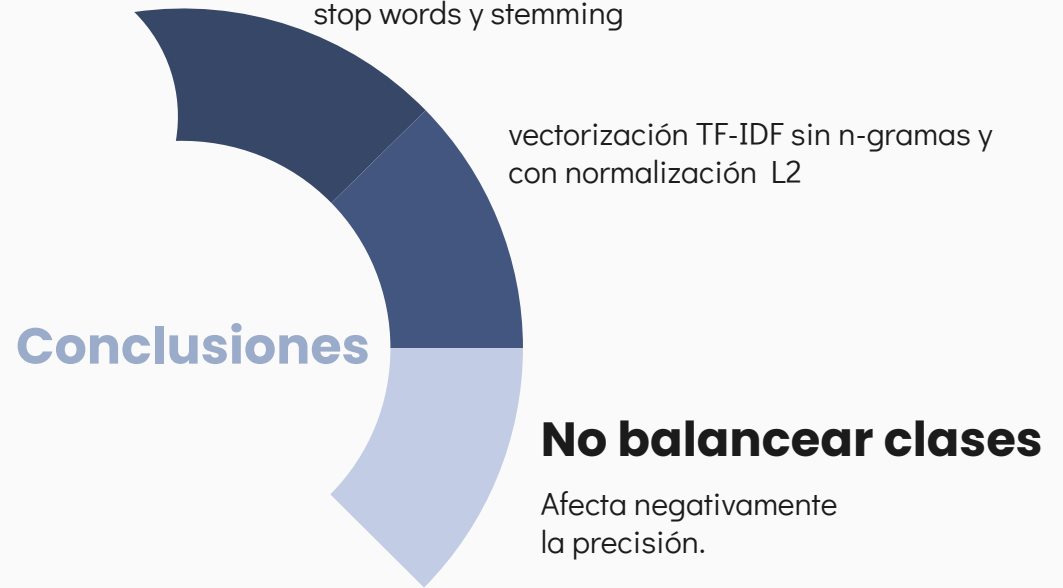 stop words y stemming
vectorización TF-IDF sin n-gramas y
con normalización L2
Conclusiones
No balancear clases
Afecta negativamente
la precisión.